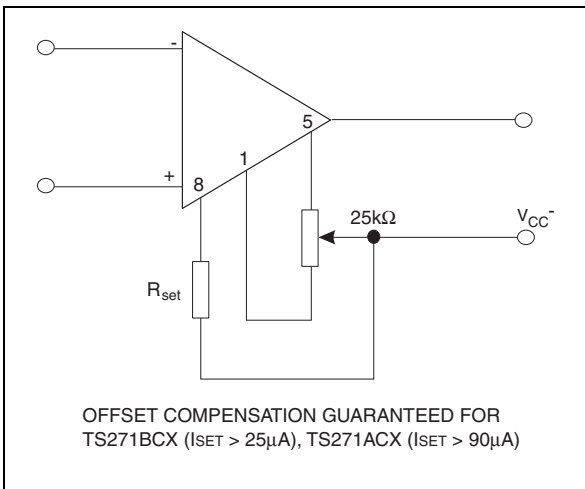 -
5
1
+
8
25kΩ
VCC-
Rset
OFFSET COMPENSATION GUARANTEED FOR
TS271BCX (ISET > 25µA), TS271ACX (ISET > 90µA)